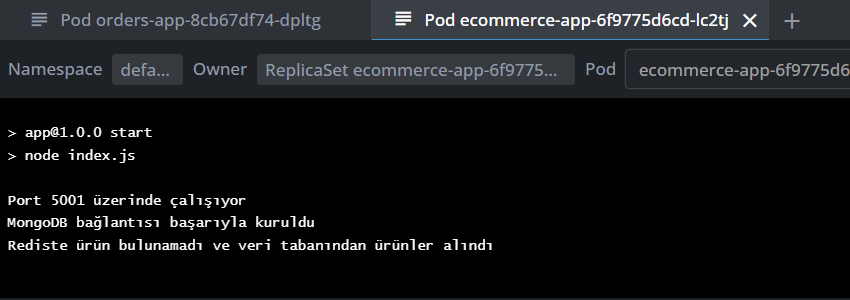 Pod orders-app-8cb67df74-dpltg Pod ecommerce-app-6f9775d6cd-lc2tj
Namespace defa... Owner ReplicaSet ecommerce-app-6f9775... Pod ecommerce-app-6f9775d6
> app@1.0.0 start
> node index.js
Port 5001 üzerinde çalışıyor
MongoDB bağlantısı başarıyla kuruldu
Rediste ürün bulunamadı ve veri tabanından ürünler alındı